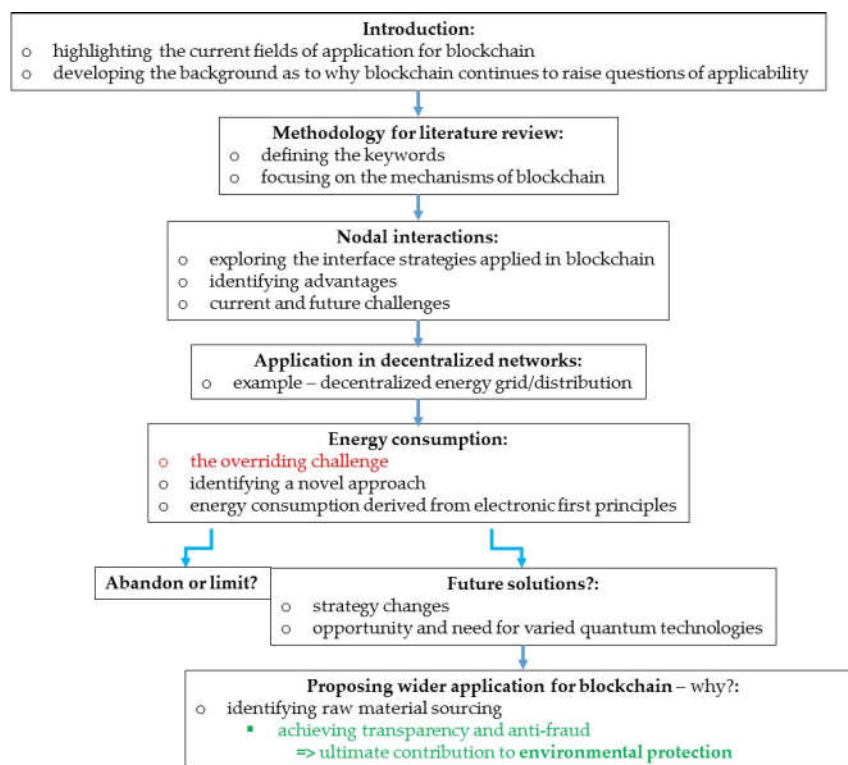 Introduction:
o highlighting the current fields of application for blockchain
o developing the background as to why blockchain continues to raise questions of applicability
Methodology for literature review:
o defining the keywords
o focusing on the mechanisms of blockchain
Nodal interactions:
o exploring the interface strategies applied in blockchain
o identifying advantages
o current and future challenges
Application in decentralized networks:
o example – decentralized energy grid/distribution
Energy consumption:
o the overriding challenge
o identifying a novel approach
o energy consumption derived from electronic first principles
Abandon or limit?
Future solutions?:
o strategy changes
o opportunity and need for varied quantum technologies
Proposing wider application for blockchain – why?:
o identifying raw material sourcing
▪ achieving transparency and anti-fraud
=> ultimate contribution to environmental protection